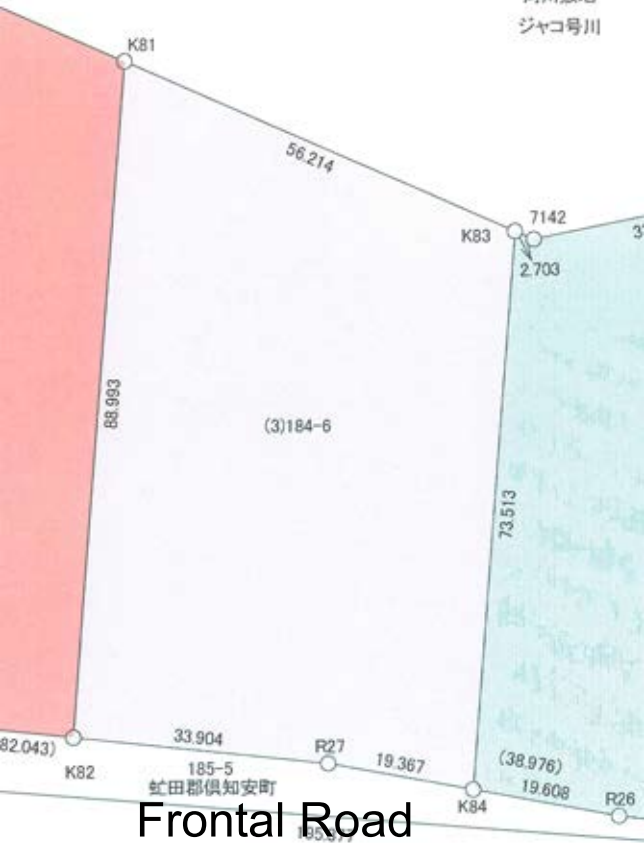 ジャコ号川
K81
56.214
7142
K83
2.703
88.993
(3)184-6
73.513
82.043)
33.904
R27
19.367
(38.976)
K82
185-5
19.608
虻田郡倶知安町
K84
R26
Frontal Road